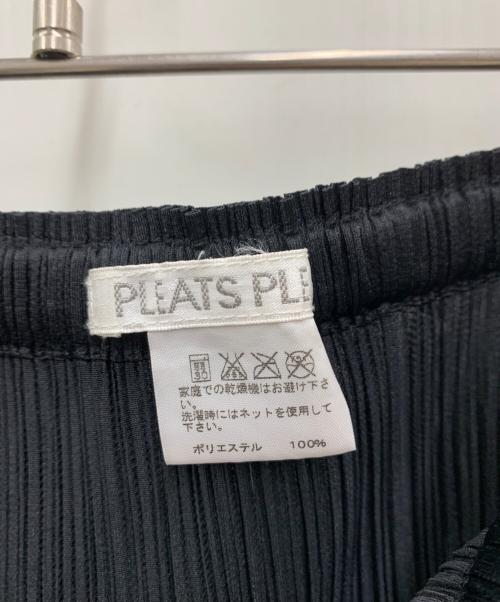 PLEATS PLE
家庭での乾燥機はお避け下さ
い。
洗濯時にはネットを使用して
下さい。
ポリエステル 100%